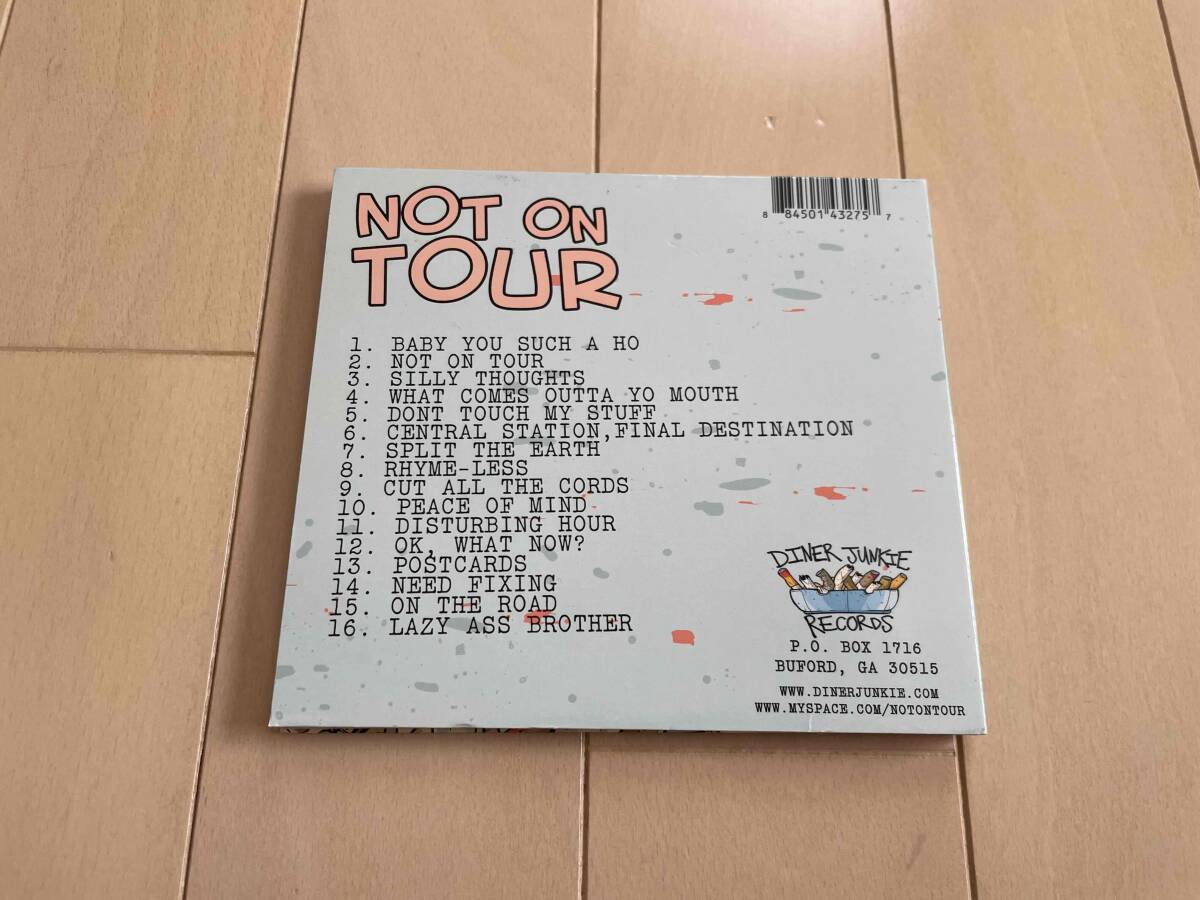 NOT ON
TOUR
8 84501 43275 7
1. BABY YOU SUCH A HO
2. NOT ON TOUR
3. SILLY THOUGHTS
4. WHAT COMES OUTTA YO MOUTH
5. DONT TOUCH MY STUFF
6. CENTRAL STATION,FINAL DESTINATION
7. SPLIT THE EARTH
8. RHYME-LESS
9. CUT ALL THE CORDS
10. PEACE OF MIND
11. DISTURBING HOUR
12. OK, WHAT NOW?
13. POSTCARDS
14. NEED FIXING
15. ON THE ROAD
16. LAZY ASS BROTHER
DINER JUNKIE
RECORDS
P.O. BOX 1716
BUFORD, GA 30515
WWW.DINERJUNKIE.COM
WWW.MYSPACE.COM/NOTONTOUR